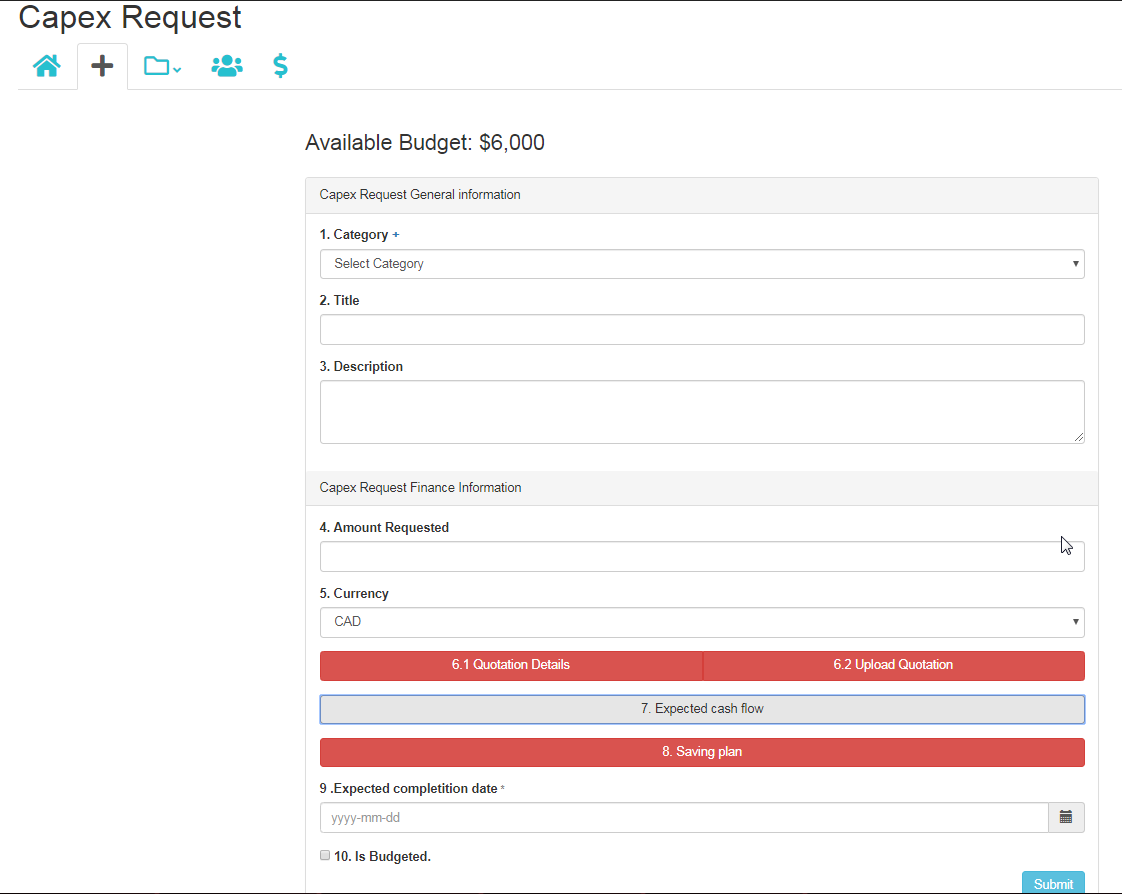 Capex Request
Available Budget: $6,000
Capex Request General information
1. Category +
Select Category
2. Title
3. Description
Capex Request Finance Information
4. Amount Requested
5. Currency
CAD
6.1 Quotation Details 6.2 Upload Quotation
7. Expected cash flow
8. Saving plan
9 .Expected completition date *
yyyy-mm-dd
10. Is Budgeted.
Submit